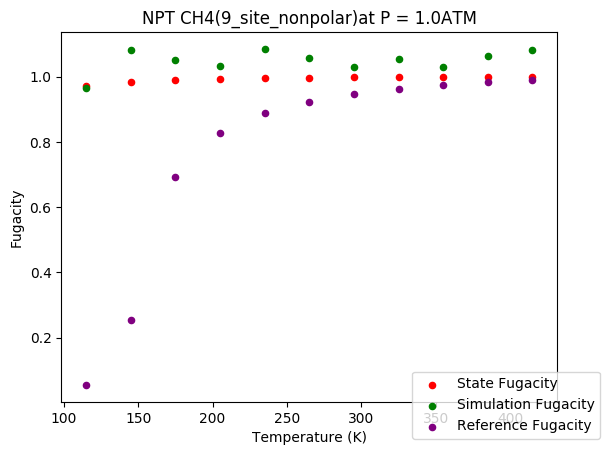 NPT CH4(9_site_nonpolar)at P = 1.0ATM
Fugacity
1.0
0.8
0.6
0.4
0.2
100
150
200
250
300
350
400
Temperature (K)
State Fugacity
Simulation Fugacity
Reference Fugacity